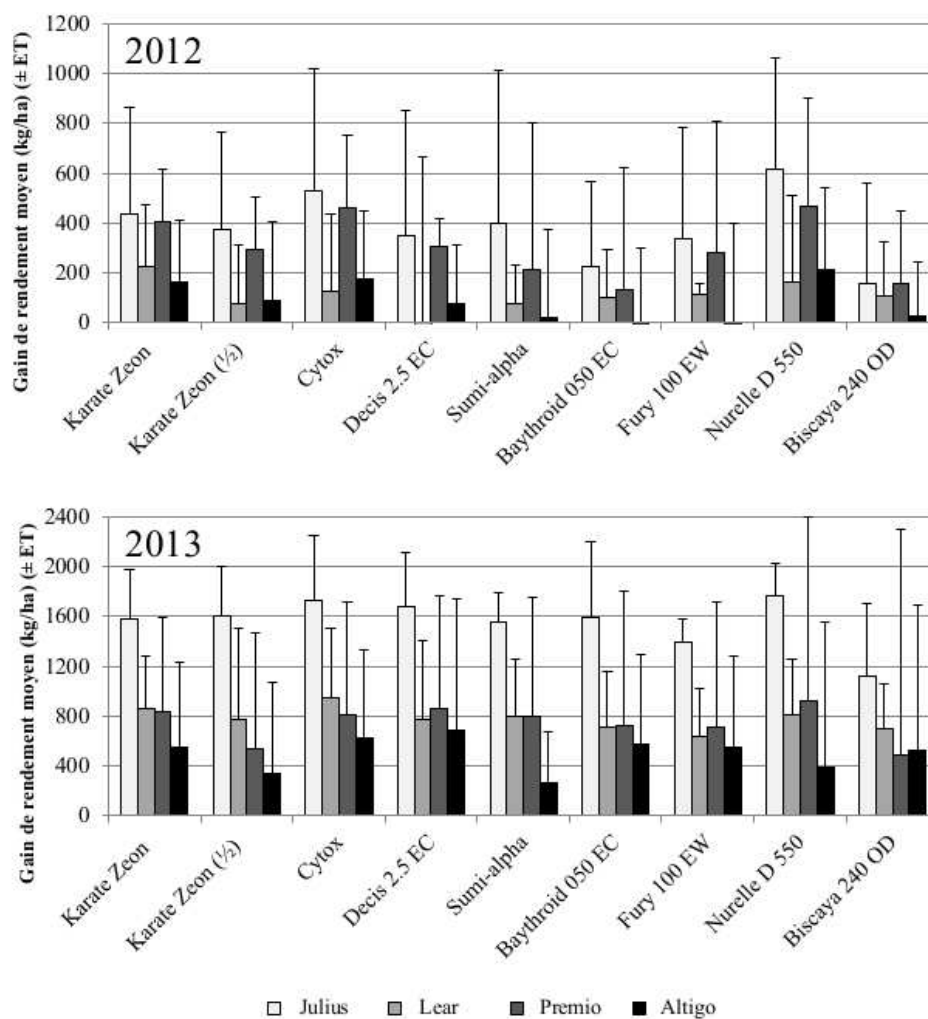 Gain de rendement moyen (kg/ha) (± ET)
2012
1200
1000
800
600
400
200
0
Karate Zeon
Karate Zeon (½)
Cytox
Decis 2.5 EC
Sumi-alpha
Baythroid 050 EC
Fury 100 EW
Nurelle D 550
Biscaya 240 OD
Gain de rendement moyen (kg/ha) (± ET)
2013
2400
2000
1600
1200
800
400
0
Karate Zeon
Karate Zeon (½)
Cytox
Decis 2.5 EC
Sumi-alpha
Baythroid 050 EC
Fury 100 EW
Nurelle D 550
Biscaya 240 OD
Julius Lear Premio Altigo